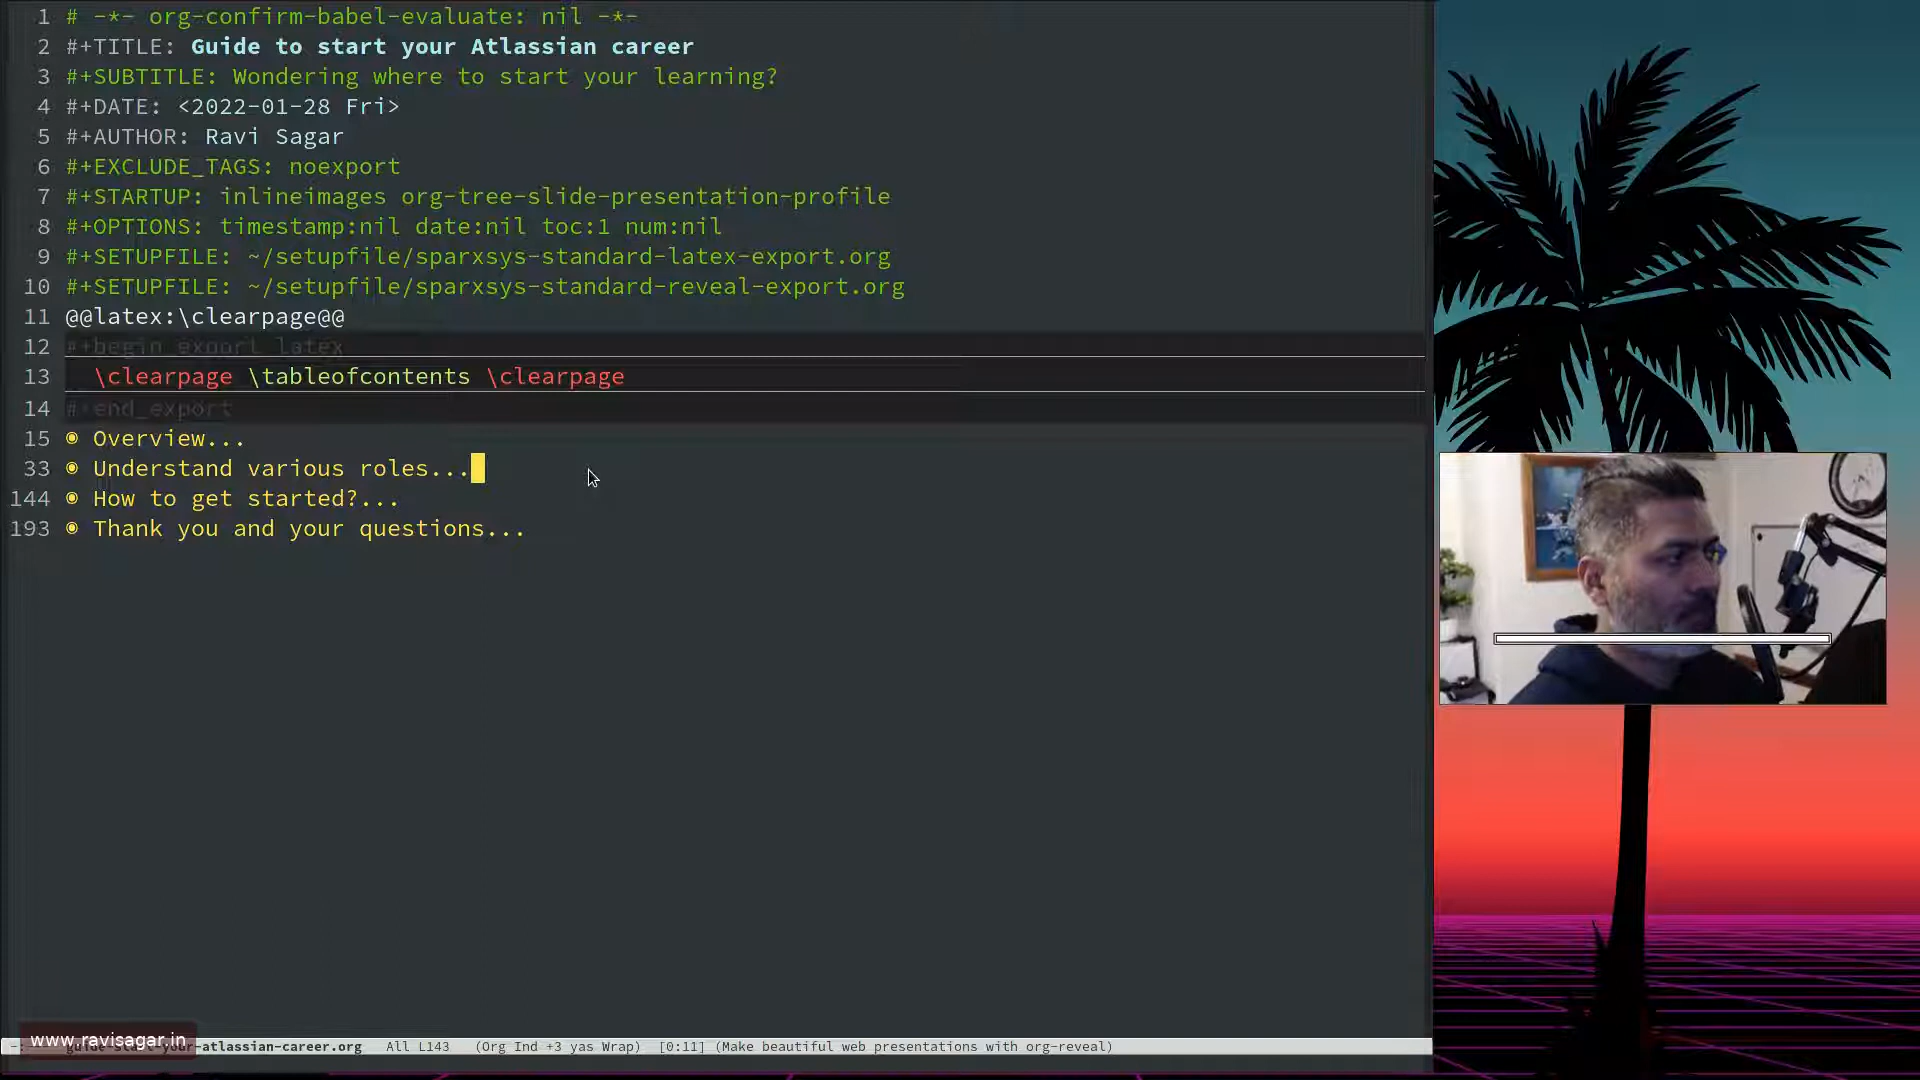 1 # -*- org-confirm-babel-evaluate: nil -*-
2 #+TITLE: Guide to start your Atlassian career
3 #+SUBTITLE: Wondering where to start your learning?
4 #+DATE: <2022-01-28 Fri>
5 #+AUTHOR: Ravi Sagar
6 #+EXCLUDE_TAGS: noexport
7 #+STARTUP: inlineimages org-tree-slide-presentation-profile
8 #+OPTIONS: timestamp:nil date:nil toc:1 num:nil
9 #+SETUPFILE: ~/setupfile/sparxsys-standard-latex-export.org
10 #+SETUPFILE: ~/setupfile/sparxsys-standard-reveal-export.org
11 @@latex:\clearpage@@
12 #+begin_export latex
13 \clearpage \tableofcontents \clearpage
14 #+end_export
15 ◉ Overview...
33 ◉ Understand various roles...
144 ◉ How to get started?...
193 ◉ Thank you and your questions...
www.ravisagar.in
guide-start-your-atlassian-career.org All L143 (Org Ind +3 yas Wrap) [0:11] (Make beautiful web presentations with org-reveal)